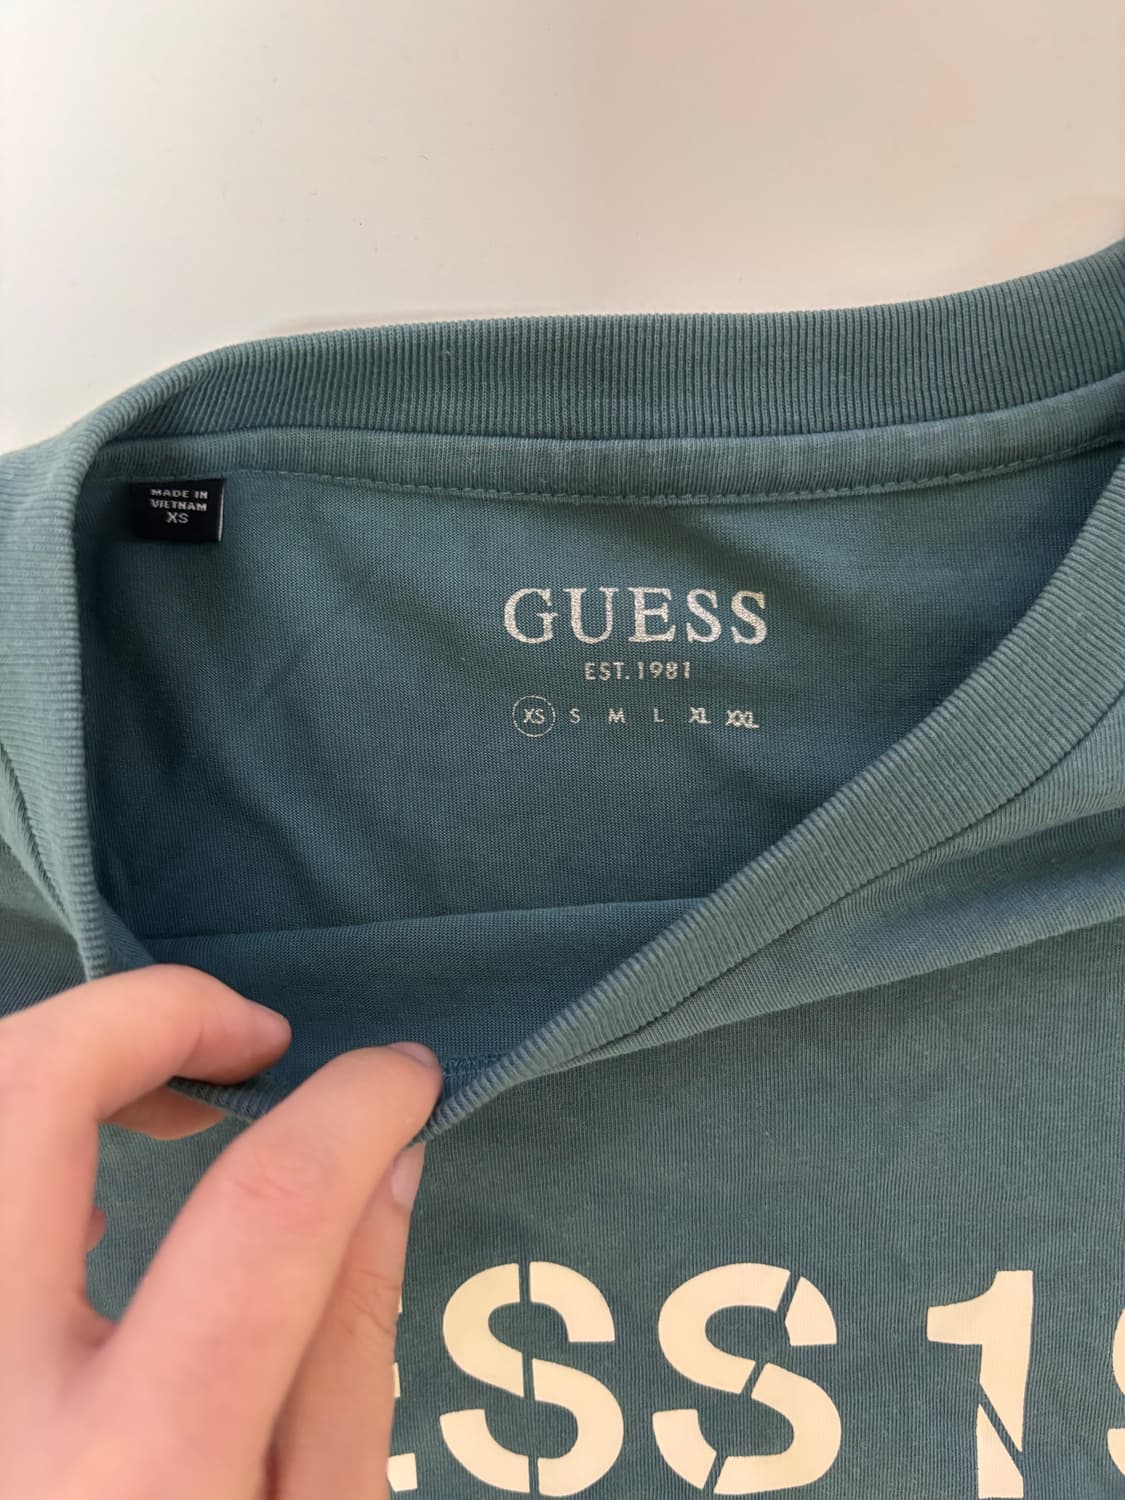 MADE IN
VIETNAM
XS
GUESS
EST. 1981
XS S M L XL XXL
ESS 1